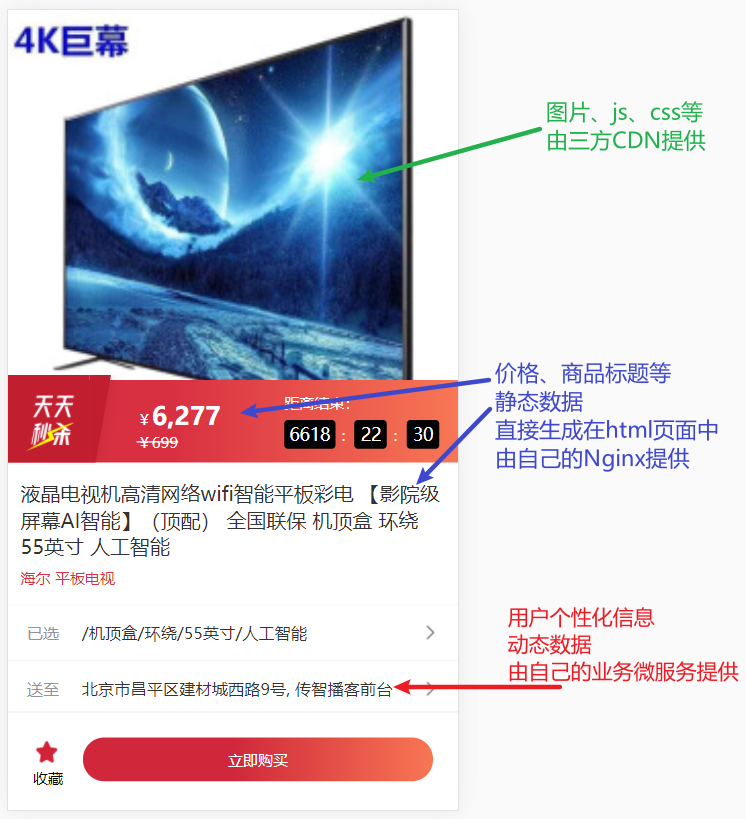 4K巨幕
图片、js、css等
由三方CDN提供
价格、商品标题等
静态数据
直接生成在html页面中
由自己的Nginx提供
天天
秒杀
￥6,277
￥699
距离结束：
6618 : 22 : 30
液晶电视机高清网络wifi智能平板彩电 【影院级
屏幕AI智能】（顶配） 全国联保 机顶盒 环绕
55英寸 人工智能
海尔 平板电视
用户个性化信息
动态数据
由自己的业务微服务提供
已选 /机顶盒/环绕/55英寸/人工智能
送至 北京市昌平区建材城西路9号, 传智播客前台
收藏
立即购买